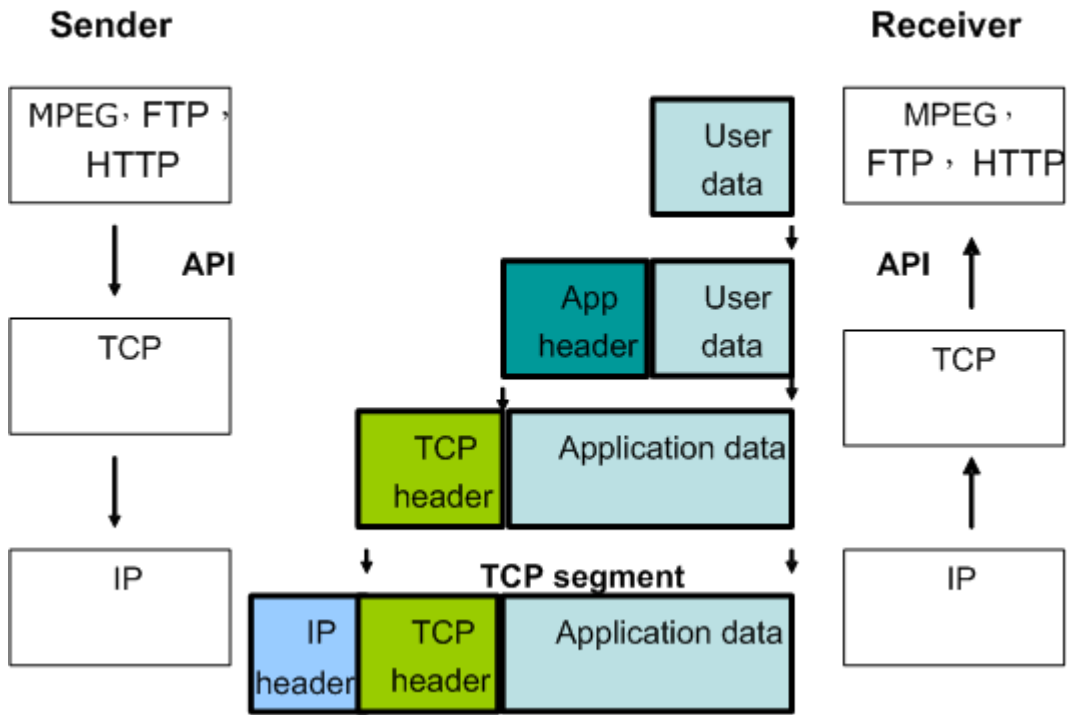 Sender
Receiver
MPEG，FTP，
HTTP
User
data
MPEG，
FTP，HTTP
API
API
App
header
User
data
TCP
TCP
TCP
header
Application data
IP
TCP segment
IP
IP
header
TCP
header
Application data